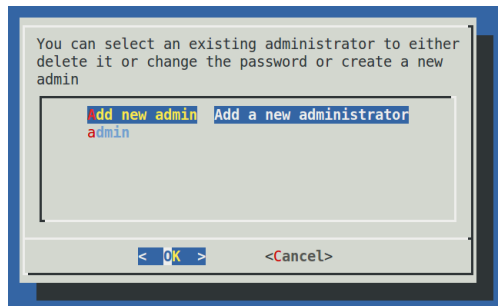 You can select an existing administrator to either
delete it or change the password or create a new
admin
Add new admin  Add a new administrator
admin
<  OK  >        <Cancel>